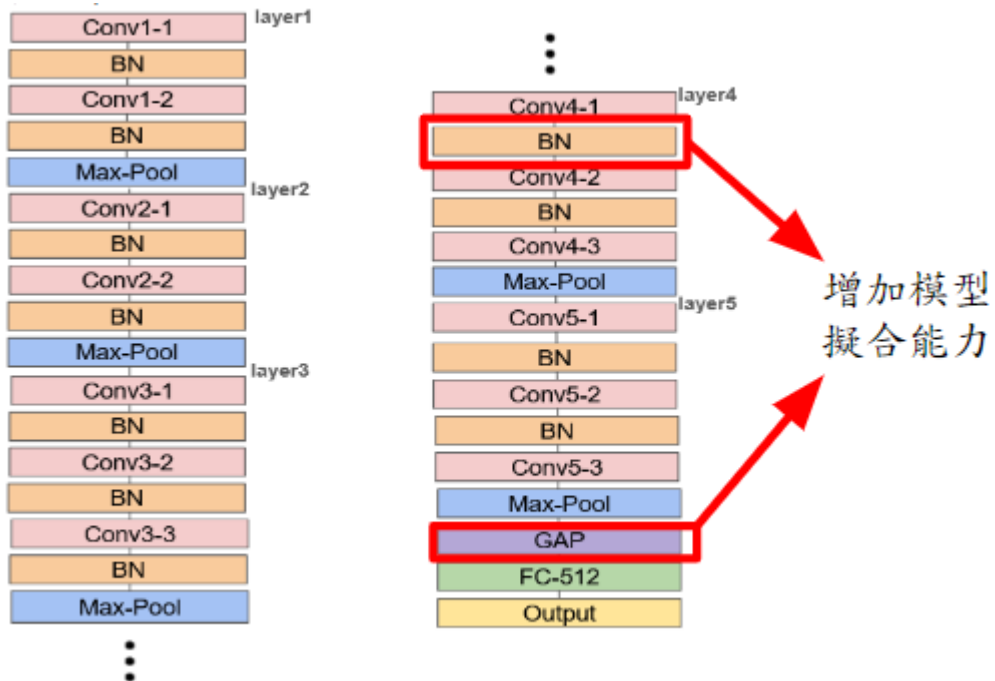 Conv1-1
layer1
BN
Conv1-2
BN
Max-Pool
layer2
Conv2-1
BN
Conv2-2
BN
Max-Pool
layer3
Conv3-1
BN
Conv3-2
BN
Conv3-3
BN
Max-Pool
layer4
Conv4-1
BN
Conv4-2
BN
Conv4-3
Max-Pool
layer5
Conv5-1
BN
Conv5-2
BN
Conv5-3
Max-Pool
GAP
FC-512
Output
增加模型
擬合能力